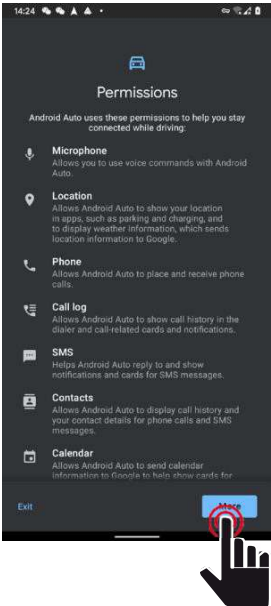 14:24
Permissions
Android Auto uses these permissions to help you stay
connected while driving:
Microphone
Allows you to use voice commands with Android
Auto.
Location
Allows Android Auto to show your location
in apps, such as parking and charging, and
to display weather information, which sends
location information to Google.
Phone
Allows Android Auto to place and receive phone
calls.
Call log
Allows Android Auto to show call history in the
dialer and call-related cards and notifications.
SMS
Helps Android Auto reply to and show
notifications and cards for SMS messages.
Contacts
Allows Android Auto to display call history and
your contact details for phone calls and SMS
messages.
Calendar
Allows Android Auto to send calendar
information to Google to help show cards for
Exit
More